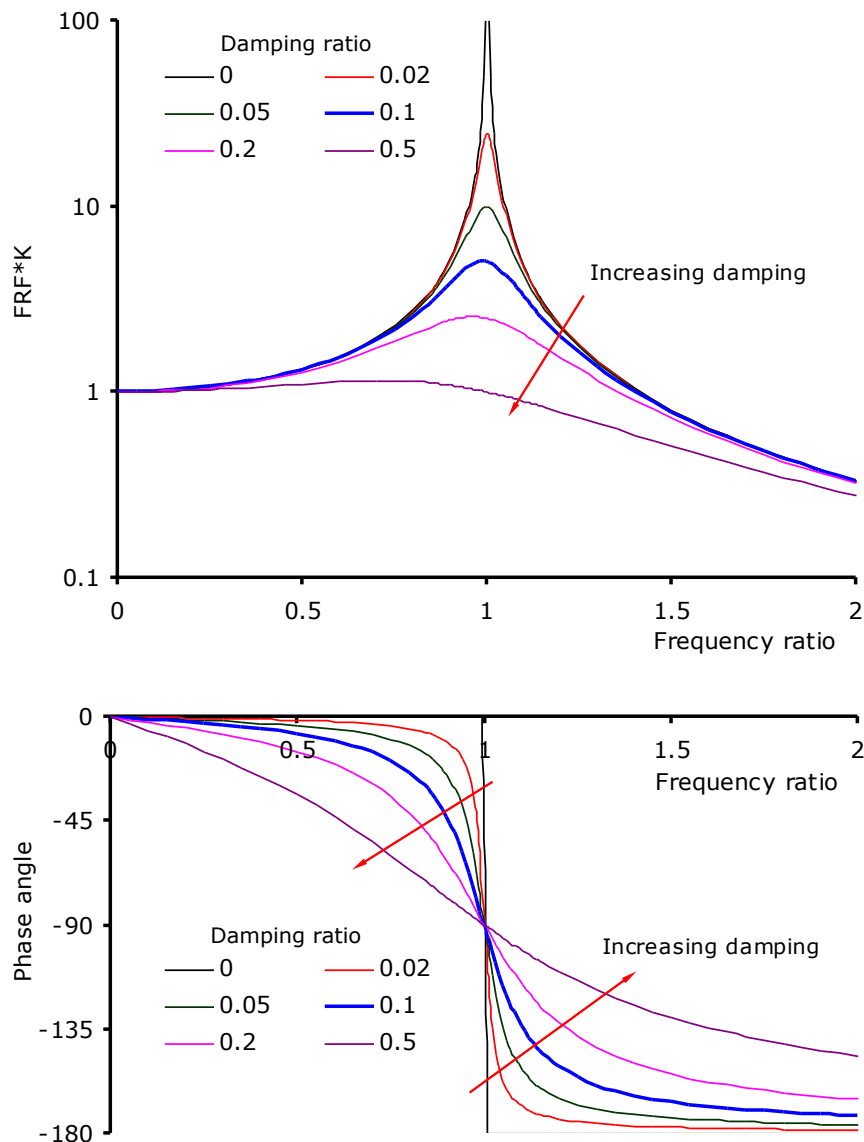 100
Damping ratio
0 0.02
0.05 0.1
0.2 0.5
10
FRF*K
Increasing damping
1
0.1
0 0.5 1 1.5 2
Frequency ratio
0
0 0.5 1 1.5 2
Frequency ratio
-45
Phase angle
-90
Damping ratio
Increasing damping
0 0.02
0.05 0.1
-135
0.2 0.5
-180